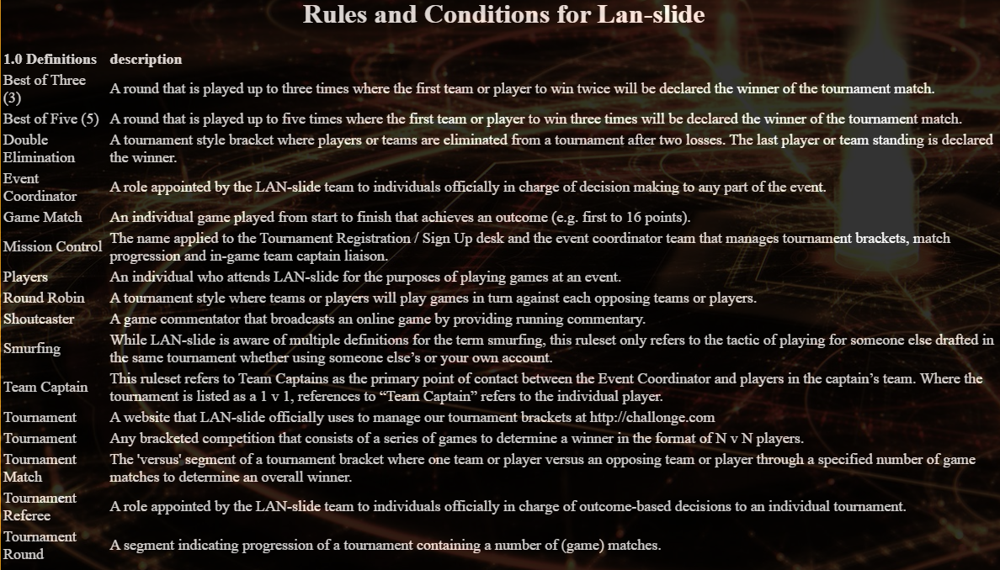 Rules and Conditions for Lan-slide
1.0 Definitions description
Best of Three
(3)
A round that is played up to three times where the first team or player to win twice will be declared the winner of the tournament match.
Best of Five (5) A round that is played up to five times where the first team or player to win three times will be declared the winner of the tournament match.
Double
Elimination
A tournament style bracket where players or teams are eliminated from a tournament after two losses. The last player or team standing is declared
the winner.
Event
Coordinator
A role appointed by the LAN-slide team to individuals officially in charge of decision making to any part of the event.
Game Match An individual game played from start to finish that achieves an outcome (e.g. first to 16 points).
Mission Control
The name applied to the Tournament Registration / Sign Up desk and the event coordinator team that manages tournament brackets, match
progression and in-game team captain liaison.
Players An individual who attends LAN-slide for the purposes of playing games at an event.
Round Robin A tournament style where teams or players will play games in turn against each opposing teams or players.
Shoutcaster A game commentator that broadcasts an online game by providing running commentary.
Smurfing
While LAN-slide is aware of multiple definitions for the term smurfing, this ruleset only refers to the tactic of playing for someone else drafted in
the same tournament whether using someone else’s or your own account.
Team Captain
This ruleset refers to Team Captains as the primary point of contact between the Event Coordinator and players in the captain’s team. Where the
tournament is listed as a 1 v 1, references to “Team Captain” refers to the individual player.
Tournament A website that LAN-slide officially uses to manage our tournament brackets at http://challonge.com
Tournament Any bracketed competition that consists of a series of games to determine a winner in the format of N v N players.
Tournament
Match
The 'versus' segment of a tournament bracket where one team or player versus an opposing team or player through a specified number of game
matches to determine an overall winner.
Tournament
Referee
A role appointed by the LAN-slide team to individuals officially in charge of outcome-based decisions to an individual tournament.
Tournament
Round
A segment indicating progression of a tournament containing a number of (game) matches.